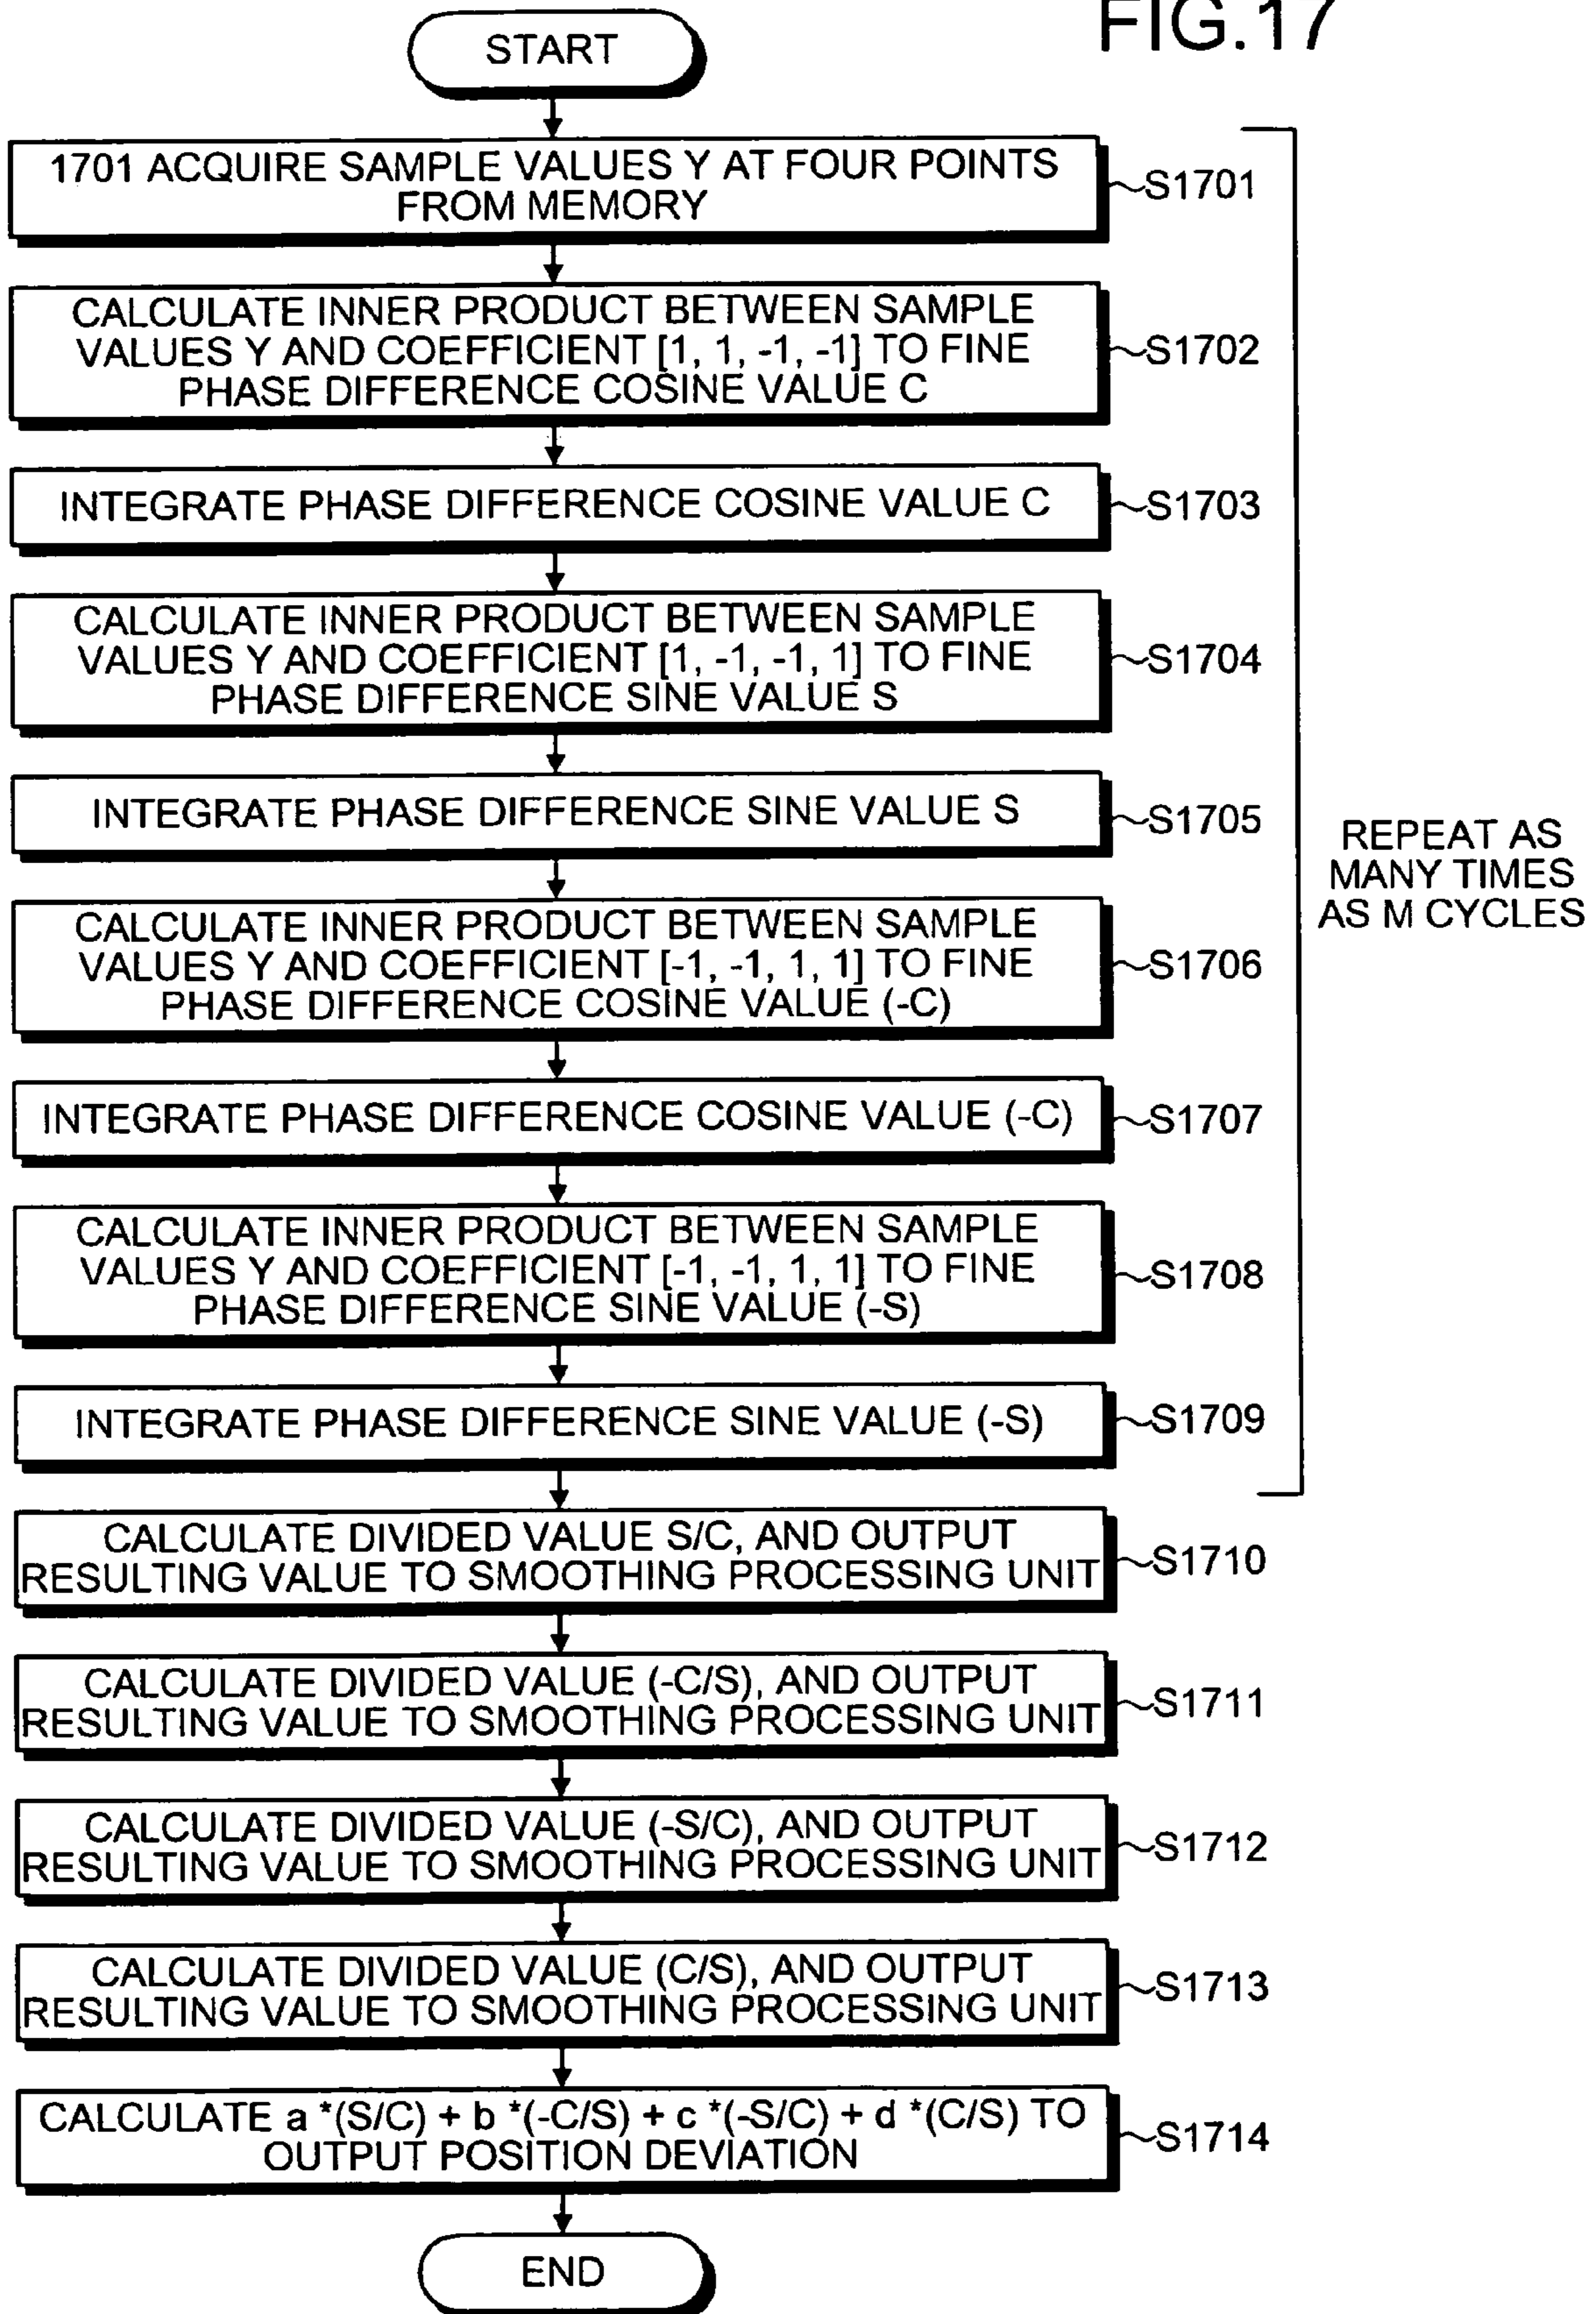 FIG.17
START
1701 ACQUIRE SAMPLE VALUES Y AT FOUR POINTS
FROM MEMORY
S1701
CALCULATE INNER PRODUCT BETWEEN SAMPLE
VALUES Y AND COEFFICIENT [1, 1, -1, -1] TO FINE
PHASE DIFFERENCE COSINE VALUE C
S1702
INTEGRATE PHASE DIFFERENCE COSINE VALUE C
S1703
CALCULATE INNER PRODUCT BETWEEN SAMPLE
VALUES Y AND COEFFICIENT [1, -1, -1, 1] TO FINE
PHASE DIFFERENCE SINE VALUE S
S1704
INTEGRATE PHASE DIFFERENCE SINE VALUE S
S1705
REPEAT AS
MANY TIMES
AS M CYCLES
CALCULATE INNER PRODUCT BETWEEN SAMPLE
VALUES Y AND COEFFICIENT [-1, -1, 1, 1] TO FINE
PHASE DIFFERENCE COSINE VALUE (-C)
S1706
INTEGRATE PHASE DIFFERENCE COSINE VALUE (-C)
S1707
CALCULATE INNER PRODUCT BETWEEN SAMPLE
VALUES Y AND COEFFICIENT [-1, -1, 1, 1] TO FINE
PHASE DIFFERENCE SINE VALUE (-S)
S1708
INTEGRATE PHASE DIFFERENCE SINE VALUE (-S)
S1709
CALCULATE DIVIDED VALUE S/C, AND OUTPUT
RESULTING VALUE TO SMOOTHING PROCESSING UNIT
S1710
CALCULATE DIVIDED VALUE (-C/S), AND OUTPUT
RESULTING VALUE TO SMOOTHING PROCESSING UNIT
S1711
CALCULATE DIVIDED VALUE (-S/C), AND OUTPUT
RESULTING VALUE TO SMOOTHING PROCESSING UNIT
S1712
CALCULATE DIVIDED VALUE (C/S), AND OUTPUT
RESULTING VALUE TO SMOOTHING PROCESSING UNIT
S1713
CALCULATE a *(S/C) + b *(-C/S) + c *(-S/C) + d *(C/S) TO
OUTPUT POSITION DEVIATION
S1714
END